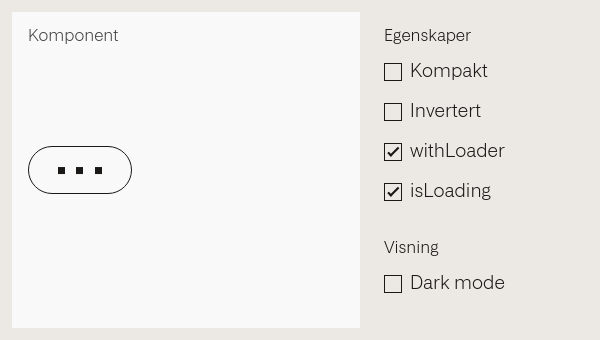 Komponent
Egenskaper
Kompakt
Invertert
withLoader
isLoading
Visning
Dark mode